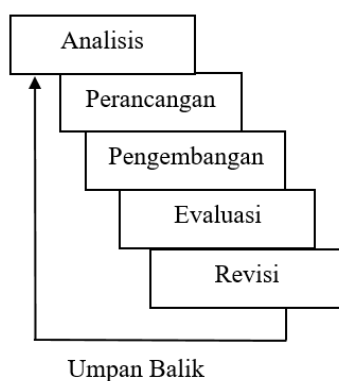 Analisis
Perancangan
Pengembangan
Evaluasi
Revisi
Umpan Balik